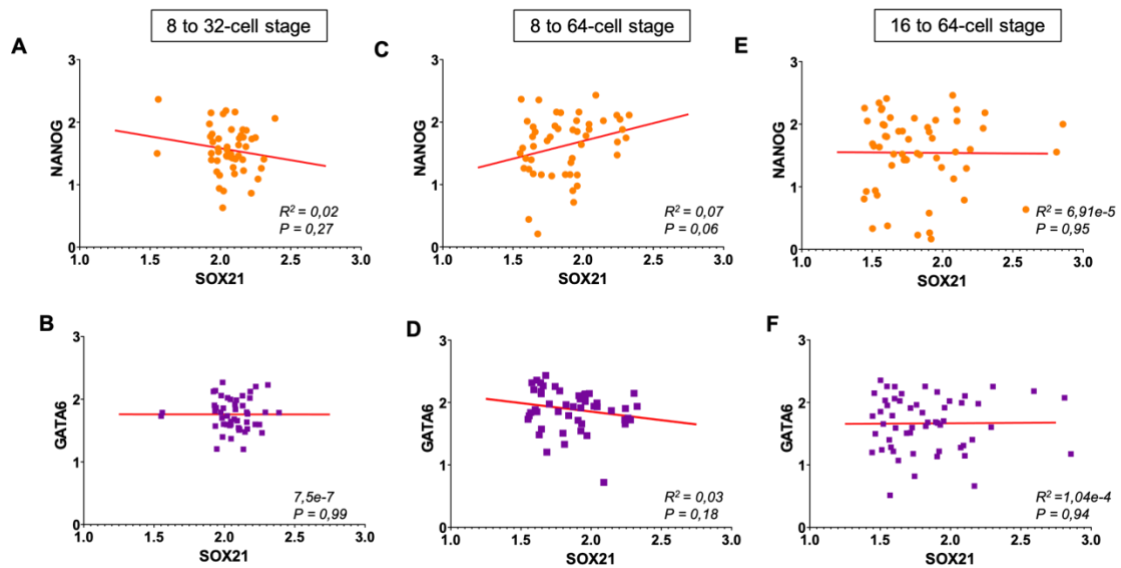 8 to 32-cell stage
8 to 64-cell stage
16 to 64-cell stage
A
NANOG
3
2
1
0
1.0
1.5
2.0
2.5
3.0
SOX21
R² = 0,02
P = 0,27
C
NANOG
3
2
1
0
1.0
1.5
2.0
2.5
3.0
SOX21
R² = 0,07
P = 0,06
E
NANOG
3
2
1
0
1.0
1.5
2.0
2.5
3.0
SOX21
R² = 6,91e-5
P = 0,95
B
GATA6
3
2
1
0
1.0
1.5
2.0
2.5
3.0
SOX21
7,5e-7
P = 0,99
D
GATA6
3
2
1
0
1.0
1.5
2.0
2.5
3.0
SOX21
R² = 0,03
P = 0,18
F
GATA6
3
2
1
0
1.0
1.5
2.0
2.5
3.0
SOX21
R² =1,04e-4
P = 0,94